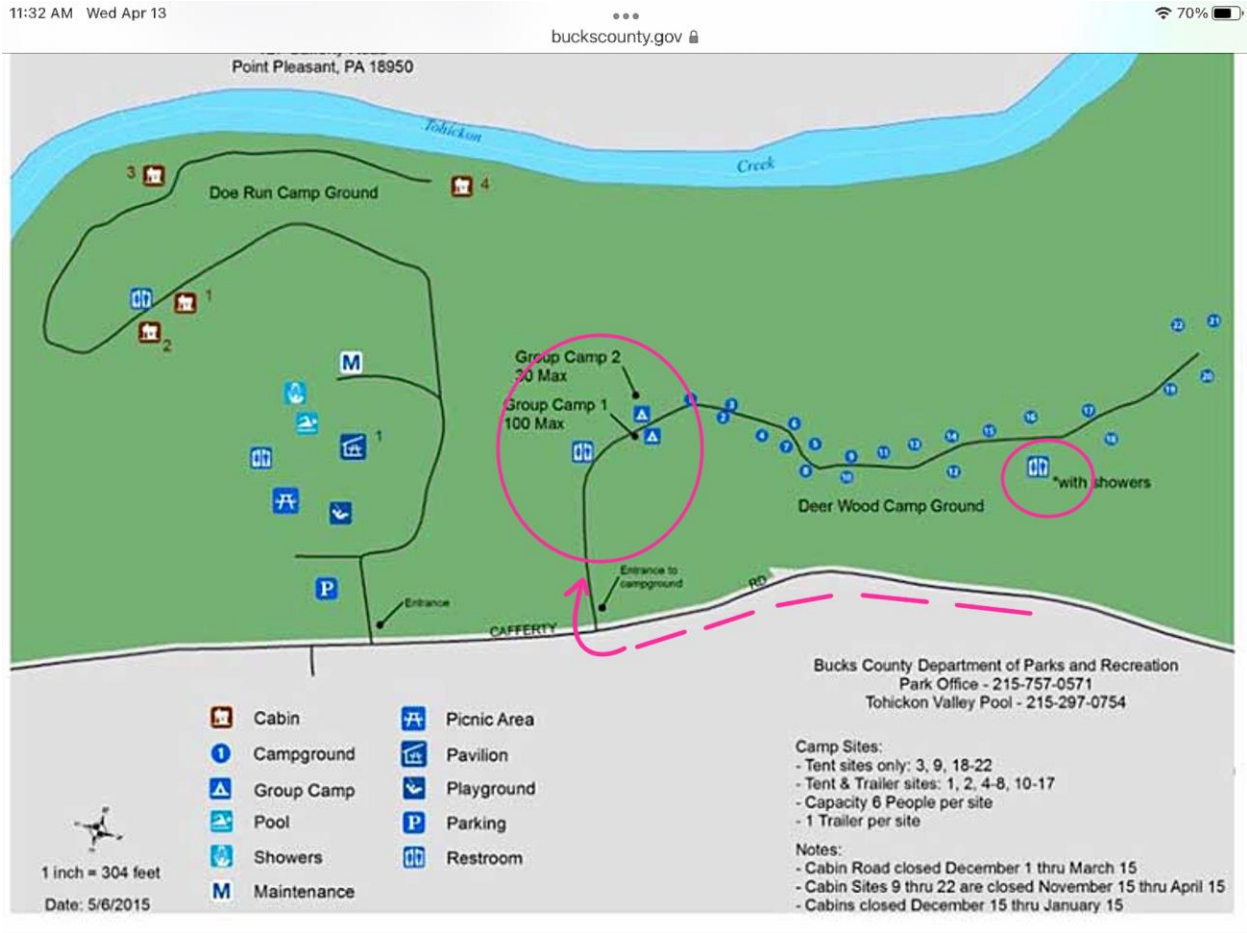 11:32 AM Wed Apr 13
70%
buckscounty.gov
Point Pleasant, PA 18950
Tohickon
Creek
3
4
Doe Run Camp Ground
1
2
M
1
P
Entrance
Group Camp 2
30 Max
Group Camp 1
100 Max
Entrance to
campground
CAFFERTY
RD
1
3
2
4
6
7
5
8
9
10
11
13
14
12
15
16
17
18
19
20
22
21
*with showers
Deer Wood Camp Ground
Bucks County Department of Parks and Recreation
Park Office - 215-757-0571
Tohickon Valley Pool - 215-297-0754
Camp Sites:
- Tent sites only: 3, 9, 18-22
- Tent & Trailer sites: 1, 2, 4-8, 10-17
- Capacity 6 People per site
- 1 Trailer per site
Notes:
- Cabin Road closed December 1 thru March 15
- Cabin Sites 9 thru 22 are closed November 15 thru April 15
- Cabins closed December 15 thru January 15
Cabin
1 Campground
Group Camp
Pool
Showers
M Maintenance
Picnic Area
Pavilion
Playground
P Parking
Restroom
1 inch = 304 feet
Date: 5/6/2015